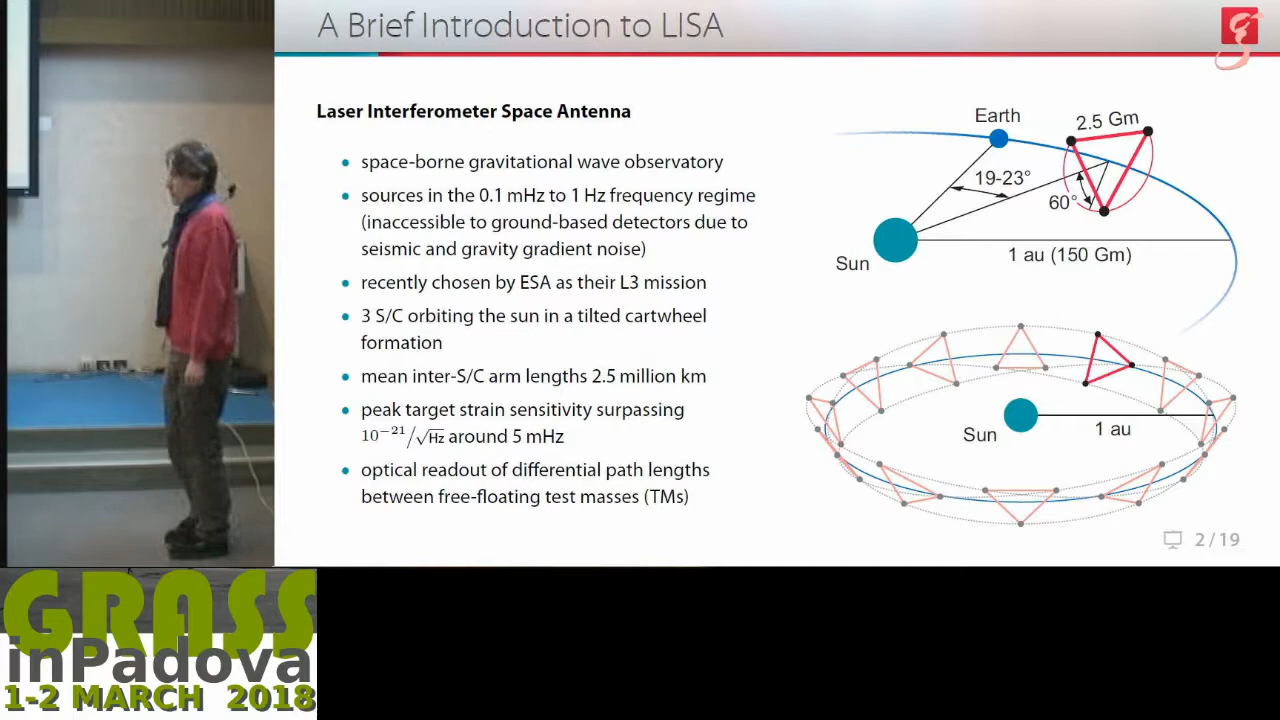 A Brief Introduction to LISA
Laser Interferometer Space Antenna
• space-borne gravitational wave observatory
• sources in the 0.1 mHz to 1 Hz frequency regime
(inaccessible to ground-based detectors due to
seismic and gravity gradient noise)
• recently chosen by ESA as their L3 mission
• 3 S/C orbiting the sun in a tilted cartwheel
formation
• mean inter-S/C arm lengths 2.5 million km
• peak target strain sensitivity surpassing
10⁻²¹/√Hz around 5 mHz
• optical readout of differential path lengths
between free-floating test masses (TMs)
Earth
2.5 Gm
19-23°
60°
Sun
1 au (150 Gm)
Sun
1 au
2 / 19
GRASS
inPadova
1-2 MARCH 2018